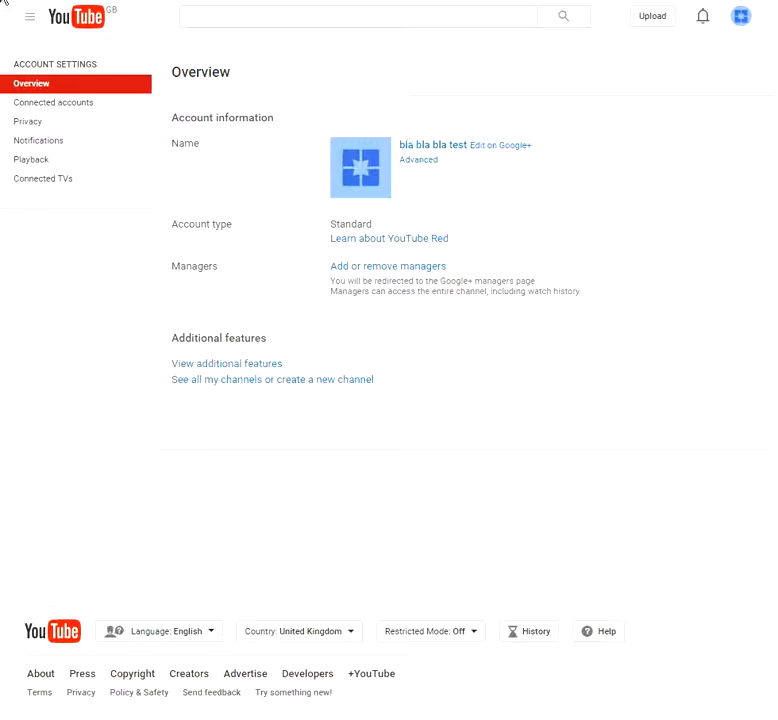 YouTube GB
Upload
ACCOUNT SETTINGS
Overview
Connected accounts
Privacy
Notifications
Playback
Connected TVs
Overview
Account information
Name
bla bla bla test Edit on Google+
Advanced
Account type
Standard
Learn about YouTube Red
Managers
Add or remove managers
You will be redirected to the Google+ managers page
Managers can access the entire channel, including watch history.
Additional features
View additional features
See all my channels or create a new channel
YouTube
Language: English
Country: United Kingdom
Restricted Mode: Off
History
Help
About Press Copyright Creators Advertise Developers +YouTube
Terms Privacy Policy & Safety Send feedback Try something new!